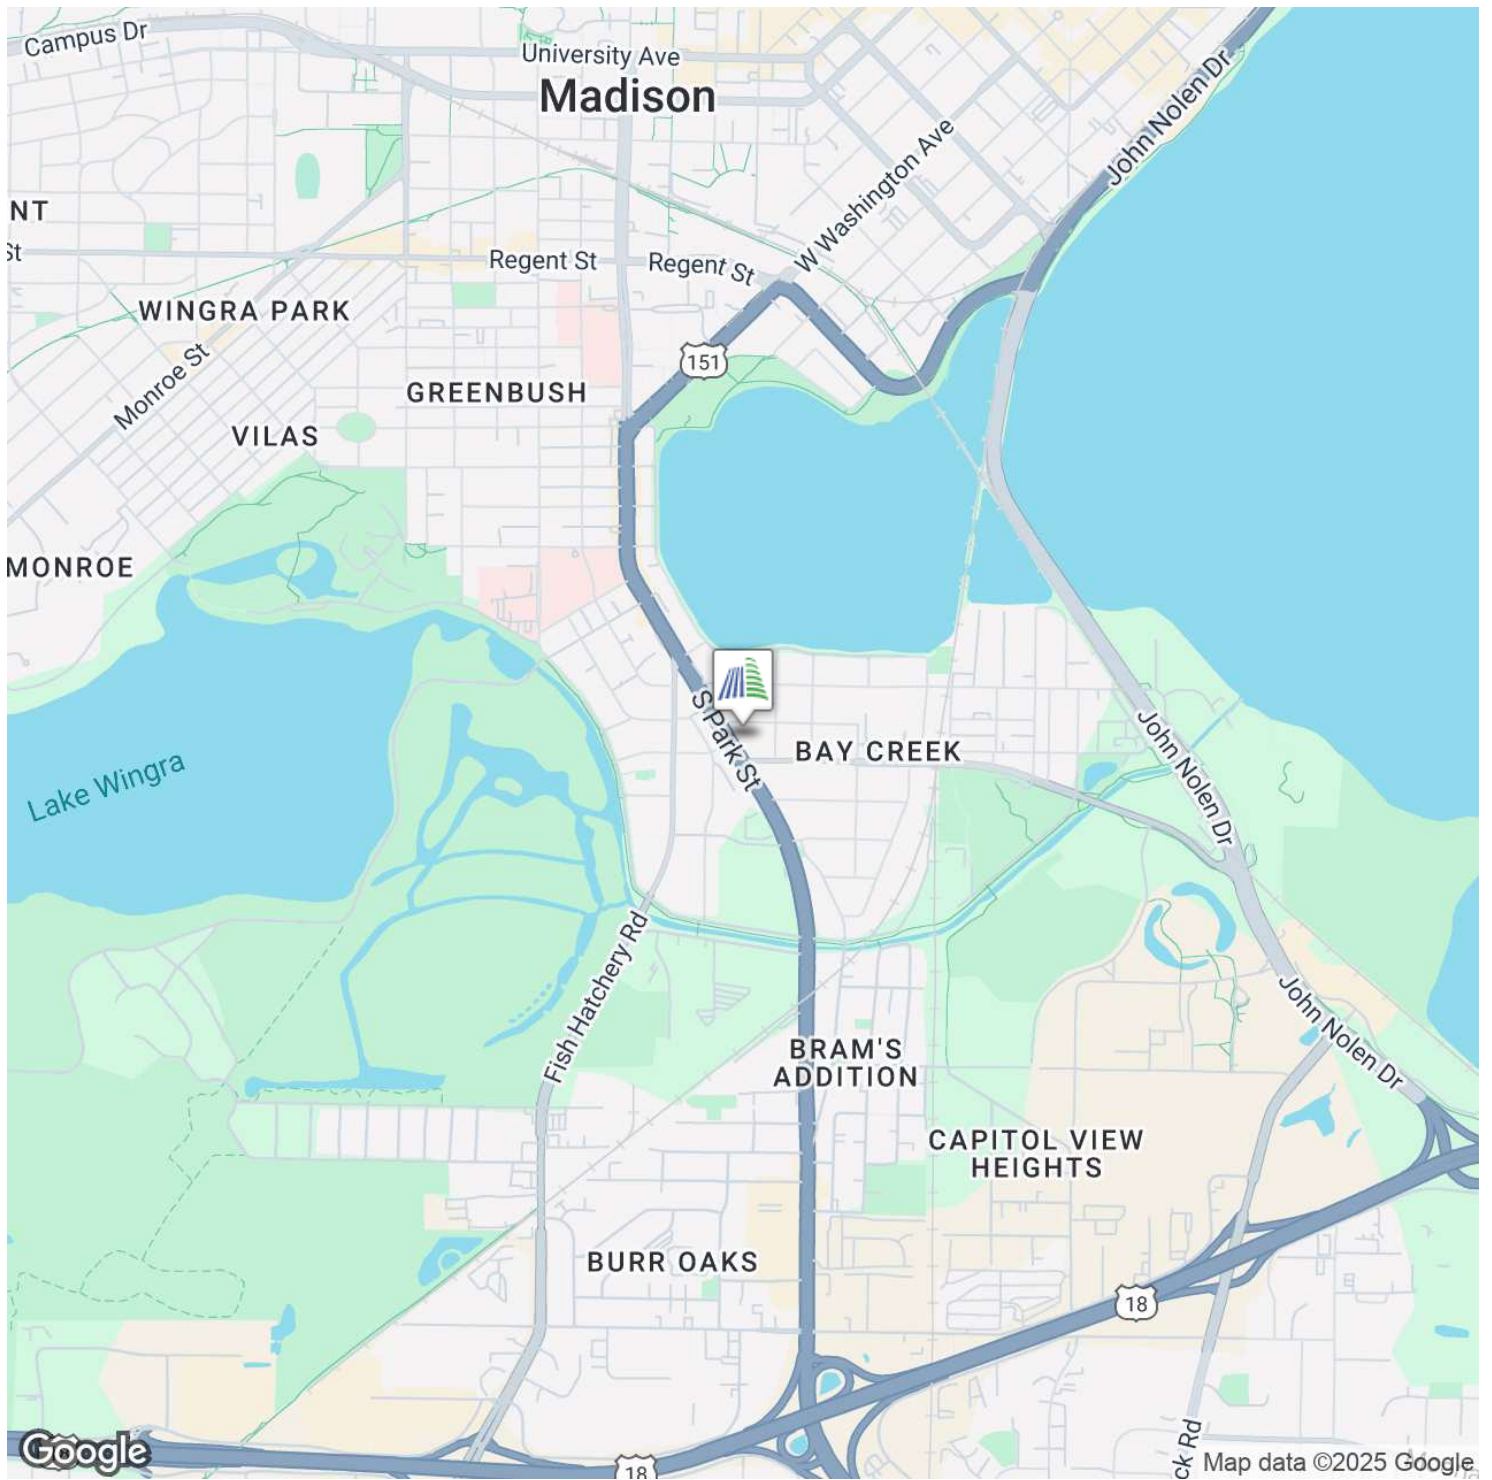 Campus Dr
University Ave
Madison
John Nolen Dr
W Washington Ave
NT
St
Regent St
Regent St
WINGRA PARK
Monroe St
151
GREENBUSH
VILAS
MONROE
S Park St
BAY CREEK
John Nolen Dr
Lake Wingra
Fish Hatchery Rd
John Nolen Dr
BRAM'S
ADDITION
CAPITOL VIEW
HEIGHTS
BURR OAKS
18
18
ck Rd
Google
Map data ©2025 Google